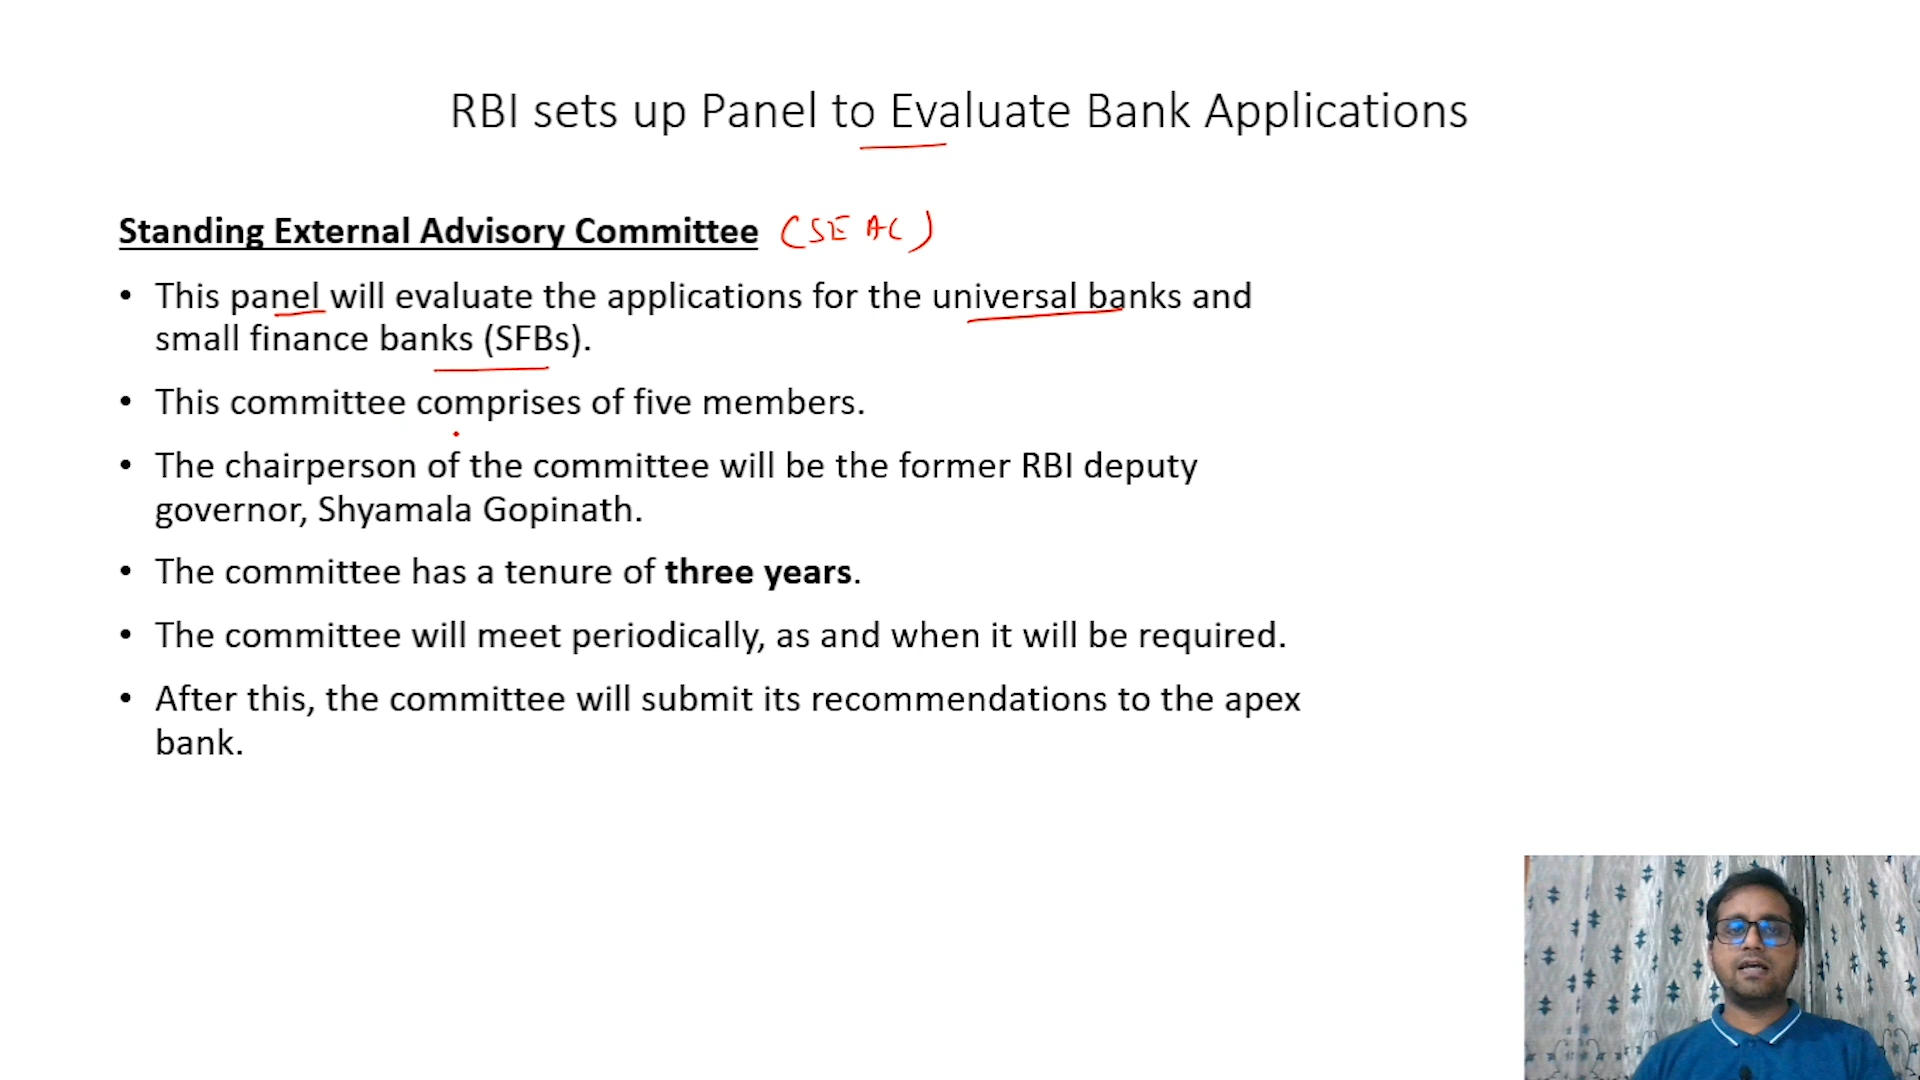 RBI sets up Panel to Evaluate Bank Applications
Standing External Advisory Committee (SEAC)
• This panel will evaluate the applications for the universal banks and
small finance banks (SFBs).
• This committee comprises of five members.
• The chairperson of the committee will be the former RBI deputy
governor, Shyamala Gopinath.
• The committee has a tenure of three years.
• The committee will meet periodically, as and when it will be required.
• After this, the committee will submit its recommendations to the apex
bank.